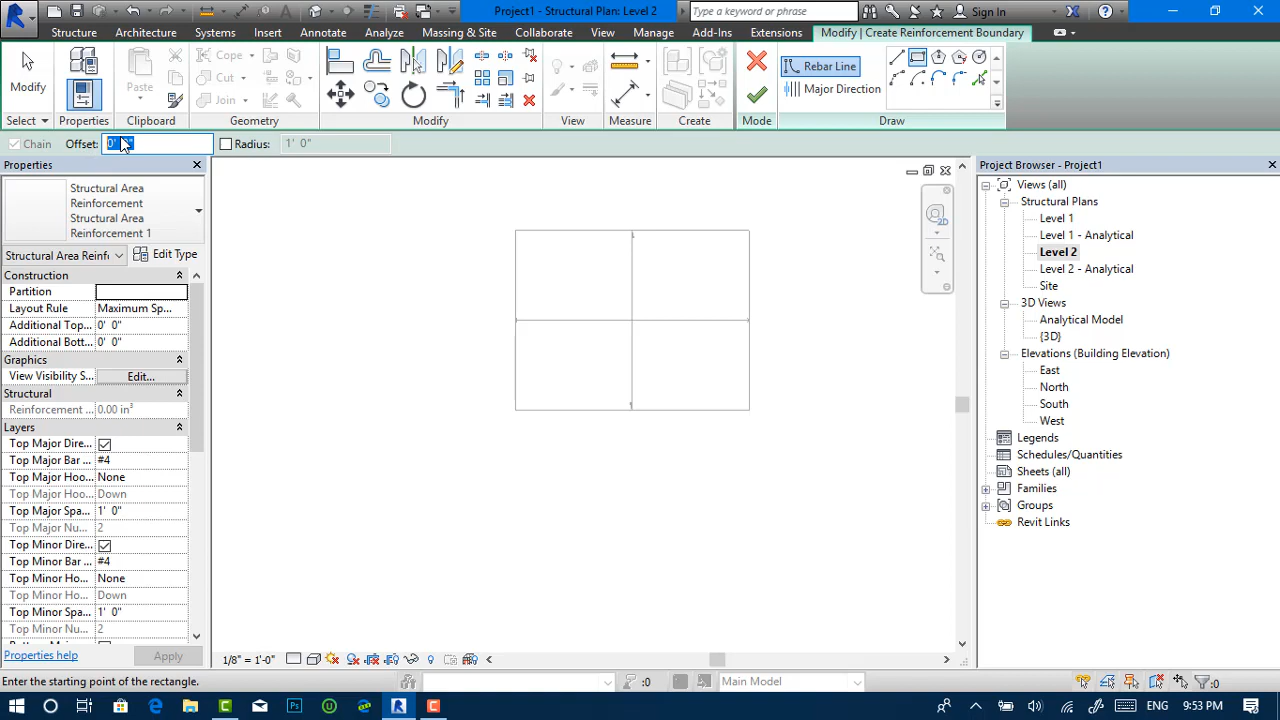 Project1 - Structural Plan: Level 2
Type a keyword or phrase
Sign In
Structure
Architecture
Systems
Insert
Annotate
Analyze
Massing & Site
Collaborate
View
Manage
Add-Ins
Extensions
Modify | Create Reinforcement Boundary
Modify
Paste
Cope
Cut
Join
Rebar Line
Major Direction
Select
Properties
Clipboard
Geometry
Modify
View
Measure
Create
Mode
Draw
Chain
Offset:
Radius:
1' 0"
Properties
Structural Area
Reinforcement
Structural Area
Reinforcement 1
Structural Area Reinf
Edit Type
Construction
Partition
Layout Rule
Maximum Sp...
Additional Top...
0' 0"
Additional Bott...
0' 0"
Graphics
View Visibility S...
Edit...
Structural
Reinforcement ...
0.00 in³
Layers
Top Major Dire...
Top Major Bar ...
#4
Top Major Hoo...
None
Top Major Hoo...
Down
Top Major Spa...
1' 0"
Top Major Nu...
2
Top Minor Dire...
Top Minor Bar ...
#4
Top Minor Ho...
None
Top Minor Ho...
Down
Top Minor Spa...
1' 0"
Top Minor Nu...
2
Properties help
Apply
Project Browser - Project1
Views (all)
Structural Plans
Level 1
Level 1 - Analytical
Level 2
Level 2 - Analytical
Site
3D Views
Analytical Model
{3D}
Elevations (Building Elevation)
East
North
South
West
Legends
Schedules/Quantities
Sheets (all)
Families
Groups
Revit Links
2D
1/8" = 1'-0"
Enter the starting point of the rectangle.
:0
Main Model
:0
9:53 PM